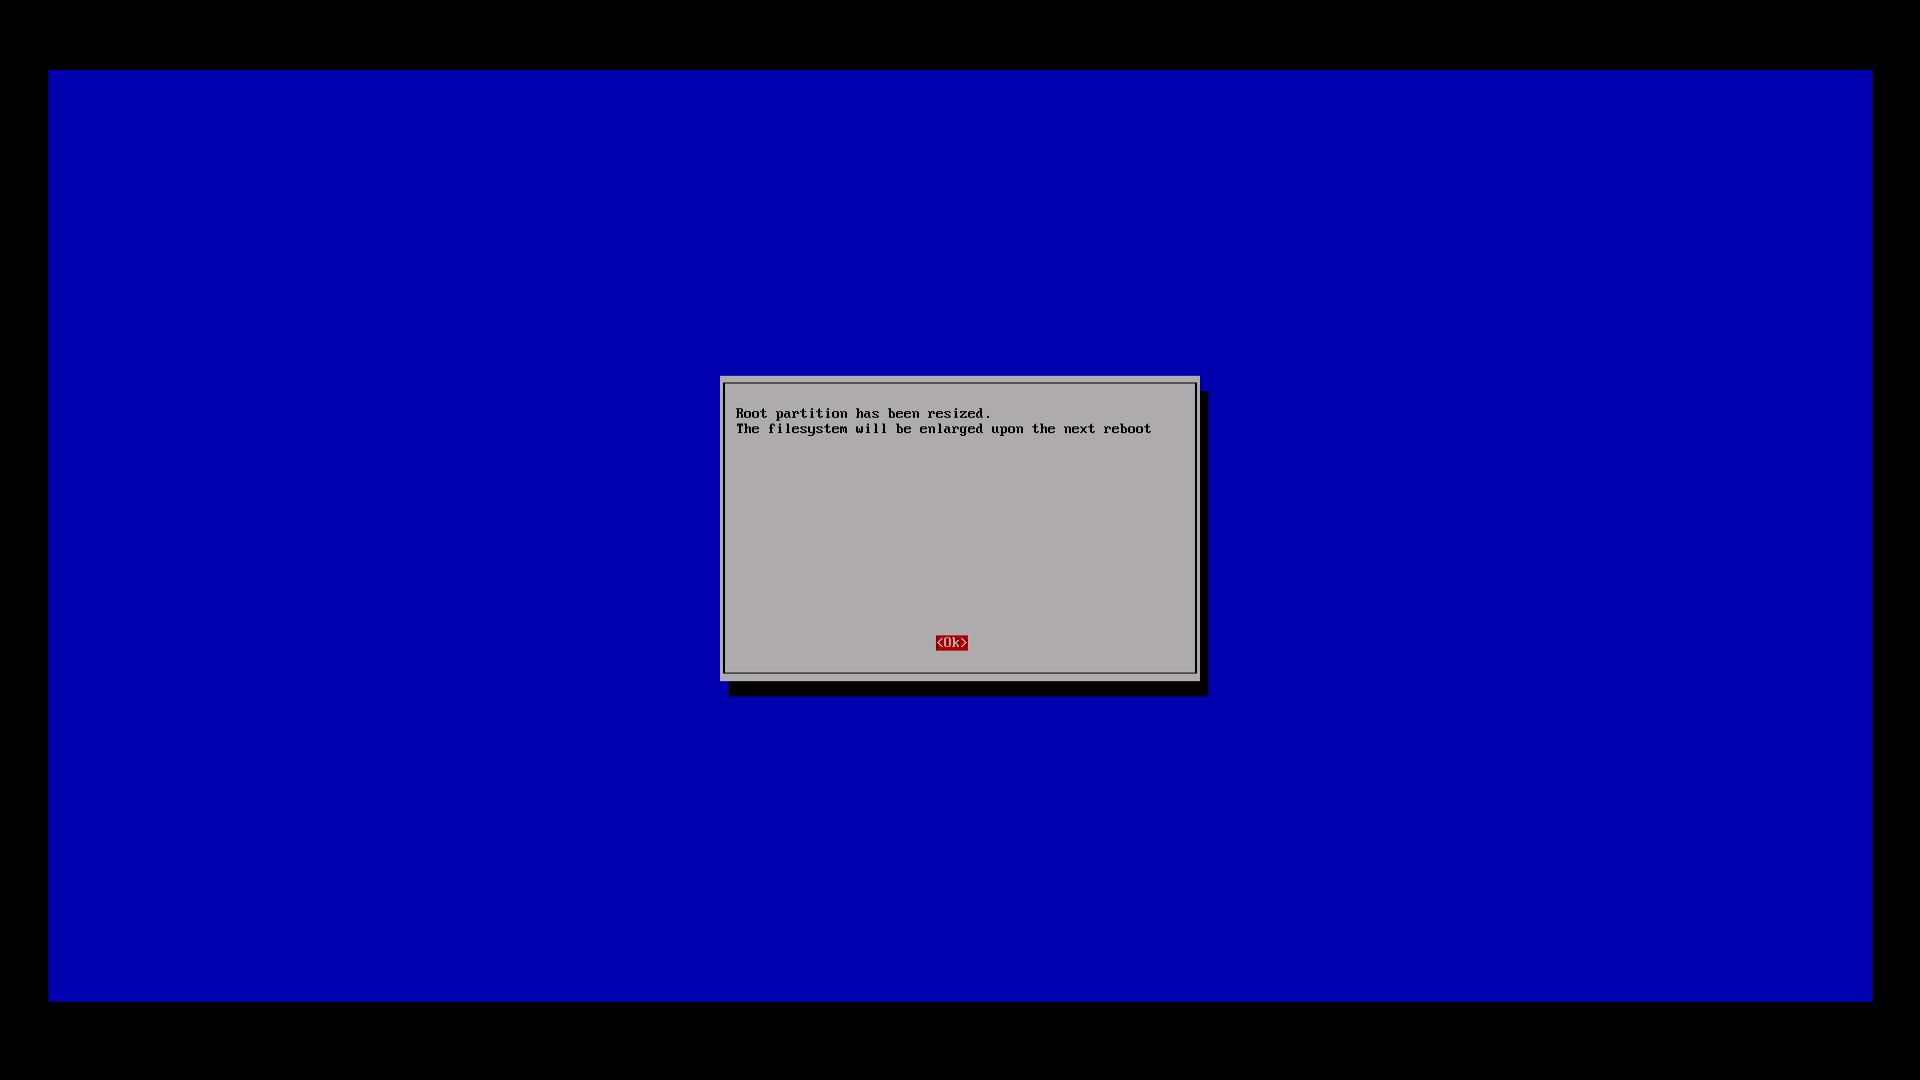 Root partition has been resized.
The filesystem will be enlarged upon the next reboot
<Ok>